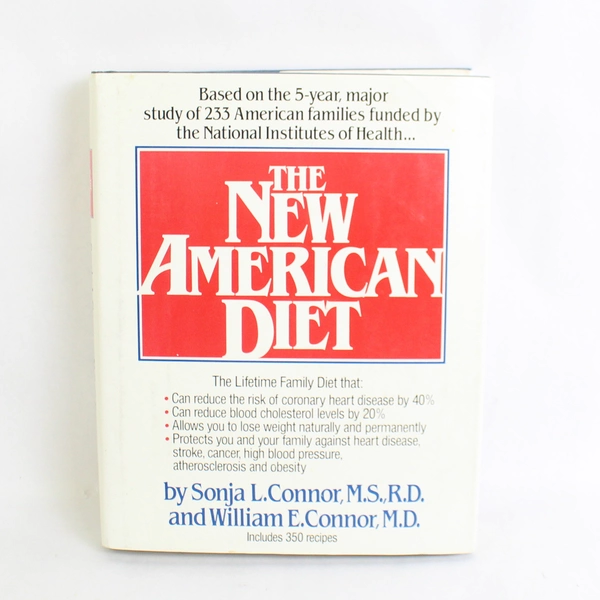 Based on the 5-year, major
study of 233 American families funded by
the National Institutes of Health...
THE
NEW
AMERICAN
DIET
The Lifetime Family Diet that:
• Can reduce the risk of coronary heart disease by 40%
• Can reduce blood cholesterol levels by 20%
• Allows you to lose weight naturally and permanently
• Protects you and your family against heart disease,
stroke, cancer, high blood pressure,
atherosclerosis and obesity
by Sonja L. Connor, M.S., R.D.
and William E. Connor, M.D.
Includes 350 recipes